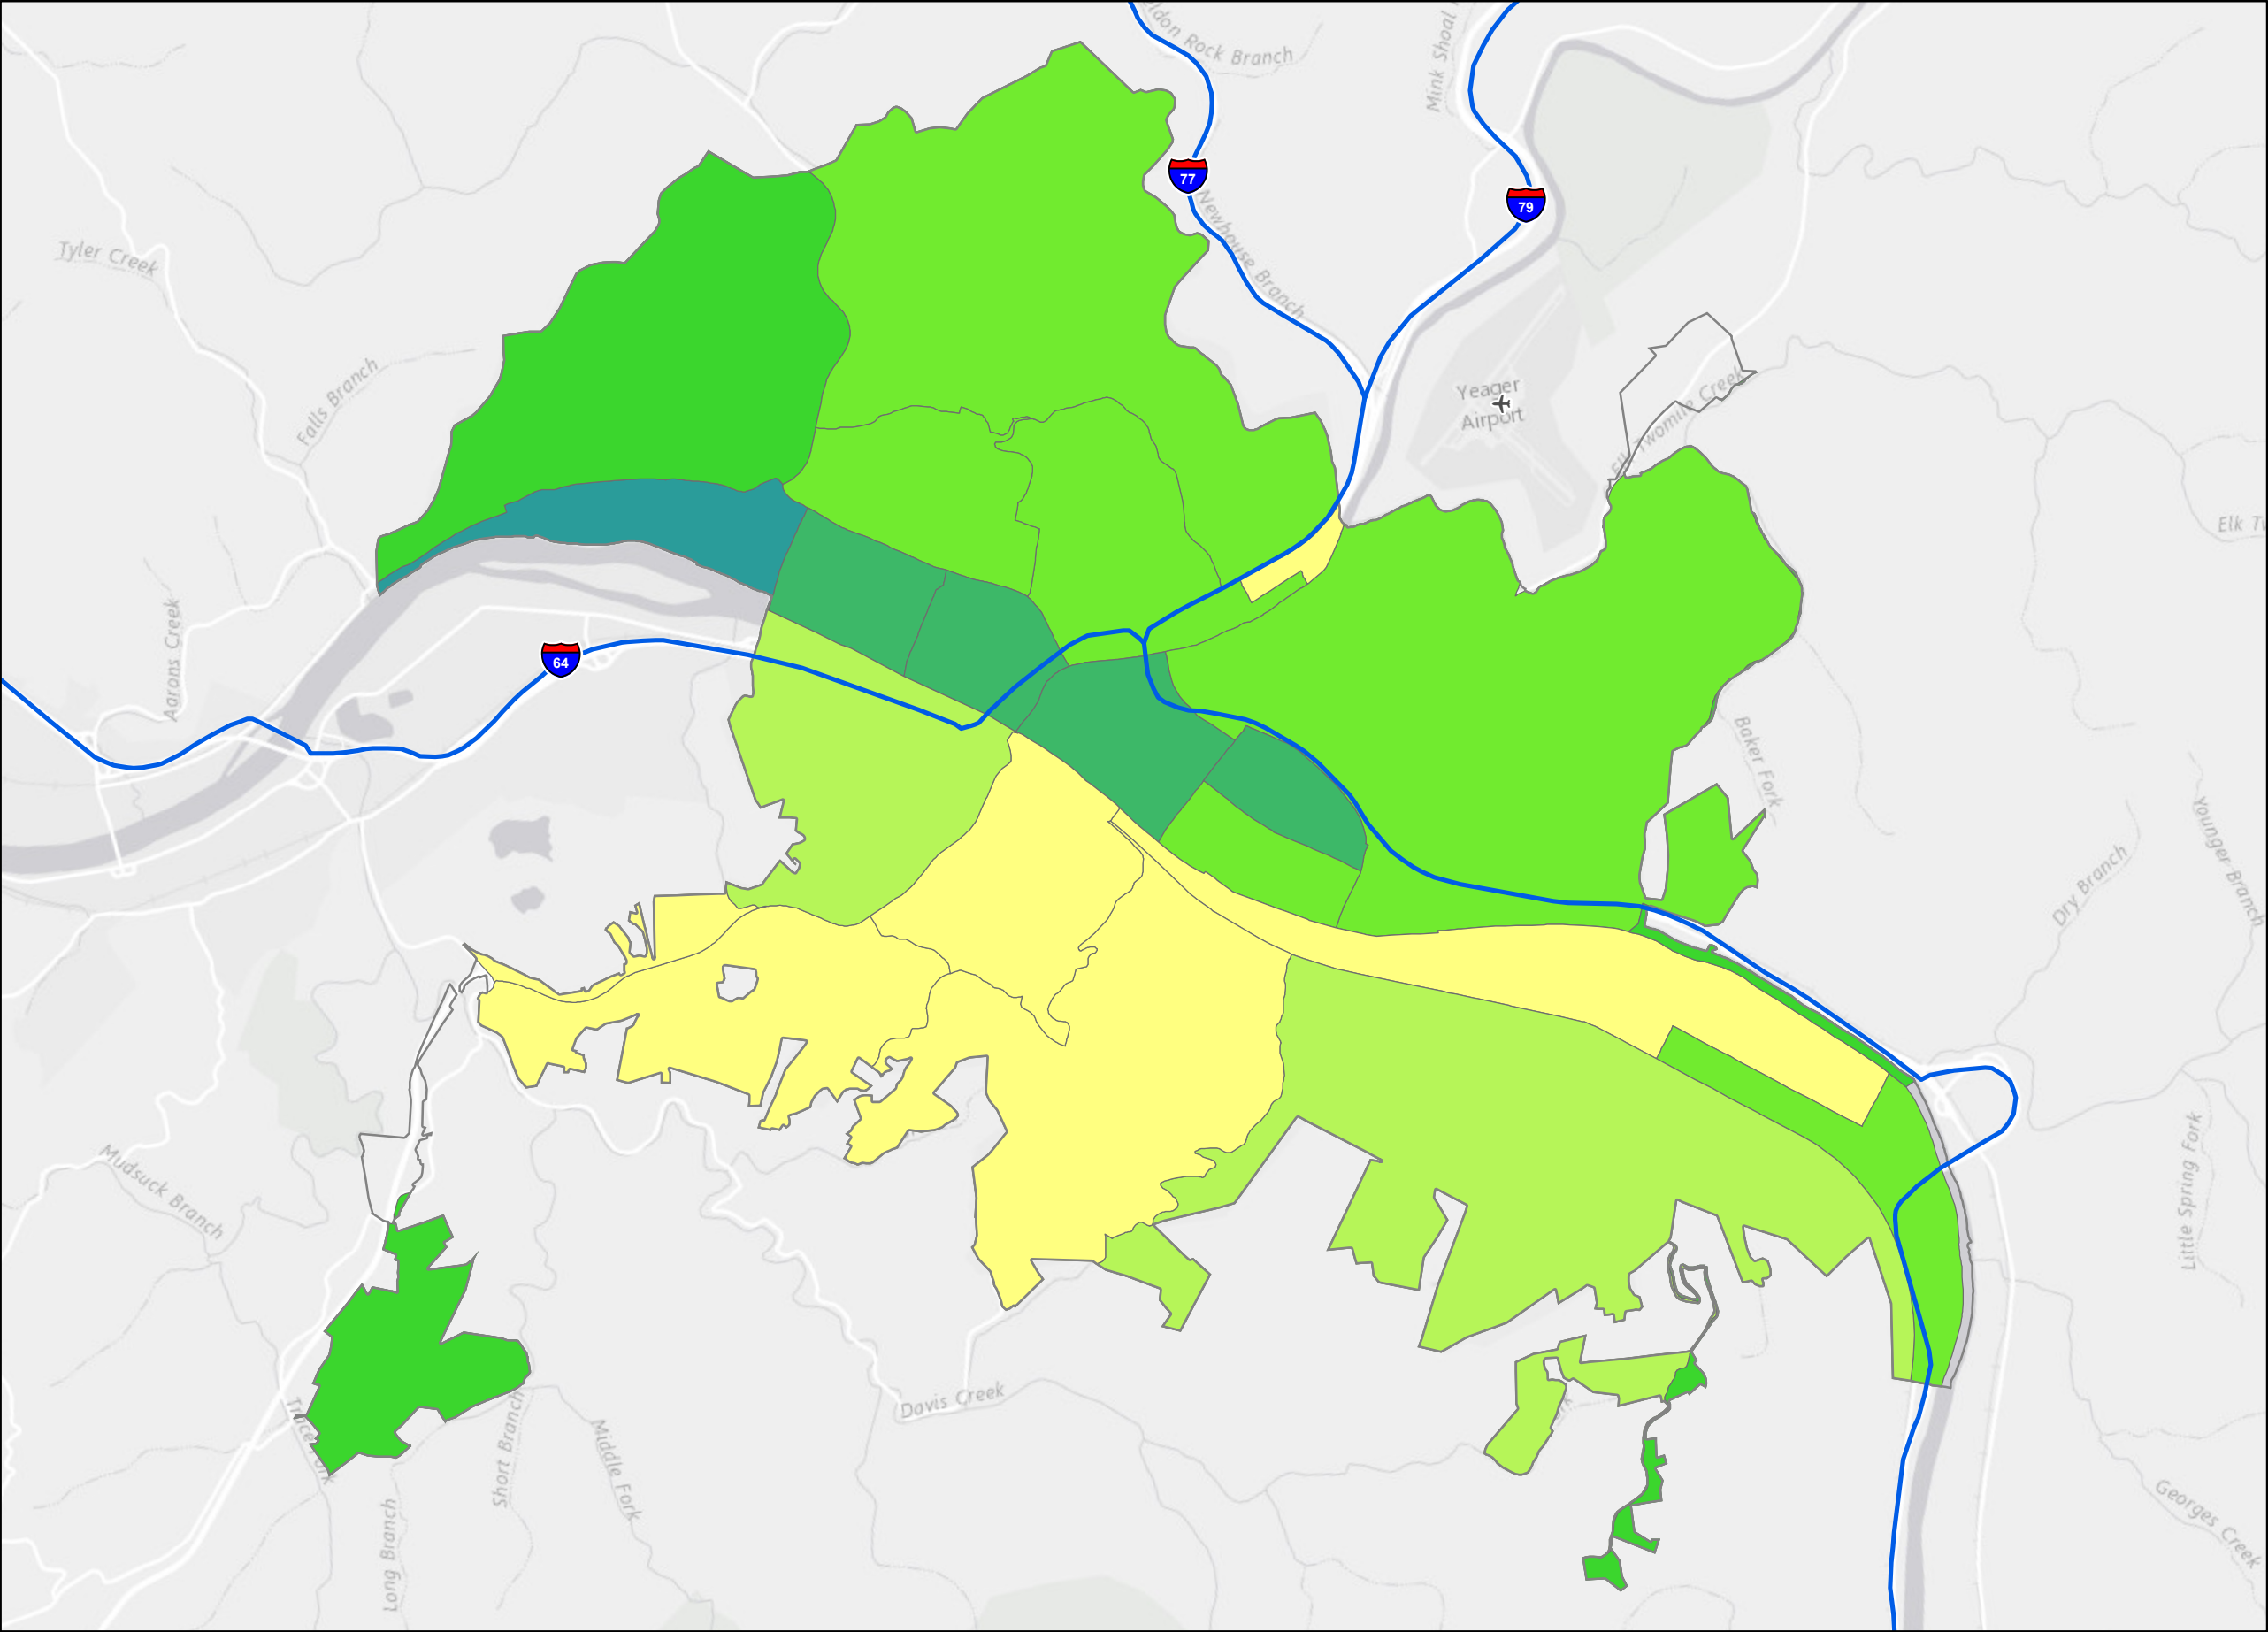 Rock Branch
Mink Shoal
77
79
Newhouse Branch
Tyler Creek
Falls Branch
Yeager
Airport
Elk Twomile Creek
Aarons Creek
64
Baker Fork
Younger Branch
Dry Branch
Mudsuck Branch
Little Spring Fork
Davis Creek
Short Branch
Middle Fork
Long Branch
Georges Creek